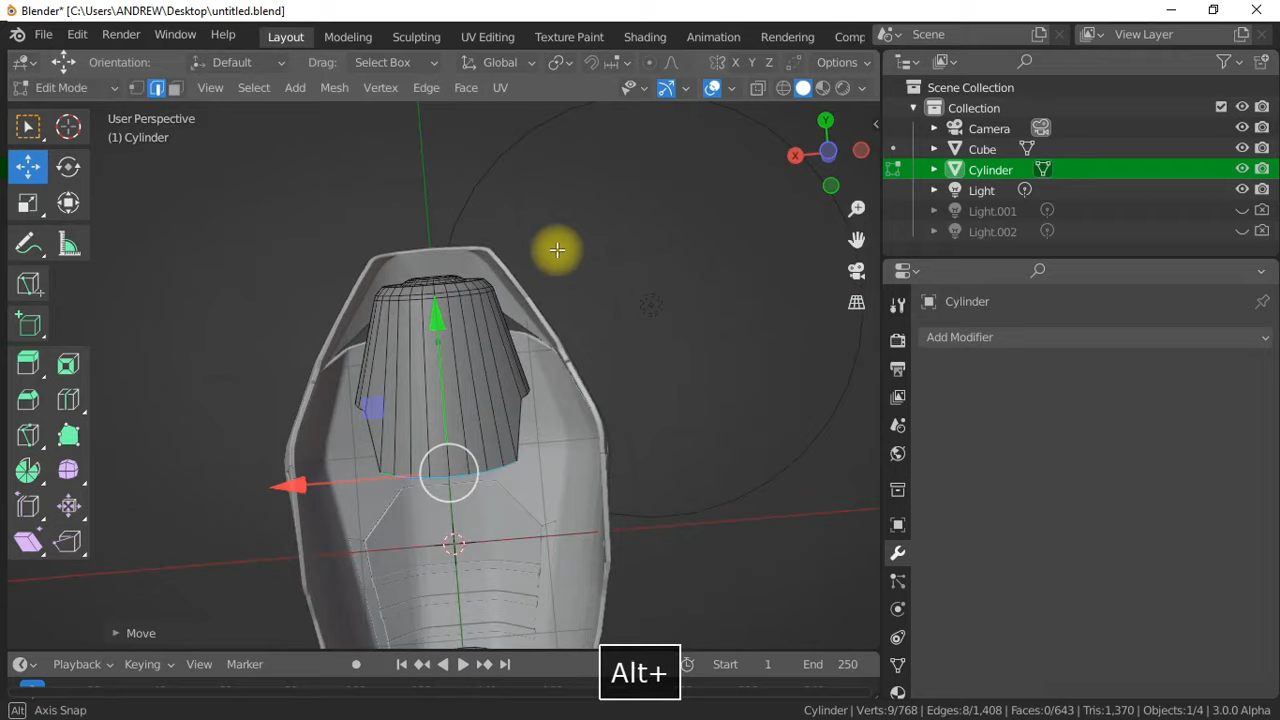 Blender* [C:\Users\ANDREW\Desktop\untitled.blend]
File Edit Render Window Help Layout Modeling Sculpting UV Editing Texture Paint Shading Animation Rendering Comp Scene View Layer
Orientation: Default Drag: Select Box Global X Y Z Options
Edit Mode View Select Add Mesh Vertex Edge Face UV
Scene Collection
Collection
Camera
Cube
Cylinder
Light
Light.001
Light.002
User Perspective
(1) Cylinder
Y
X
Cylinder
Add Modifier
Move
Alt+
Playback Keying View Marker Start 1 End 250
Alt Axis Snap Cylinder | Verts:9/768 | Edges:8/1,408 | Faces:0/643 | Tris:1,370 | Objects:1/4 | 3.0.0 Alpha